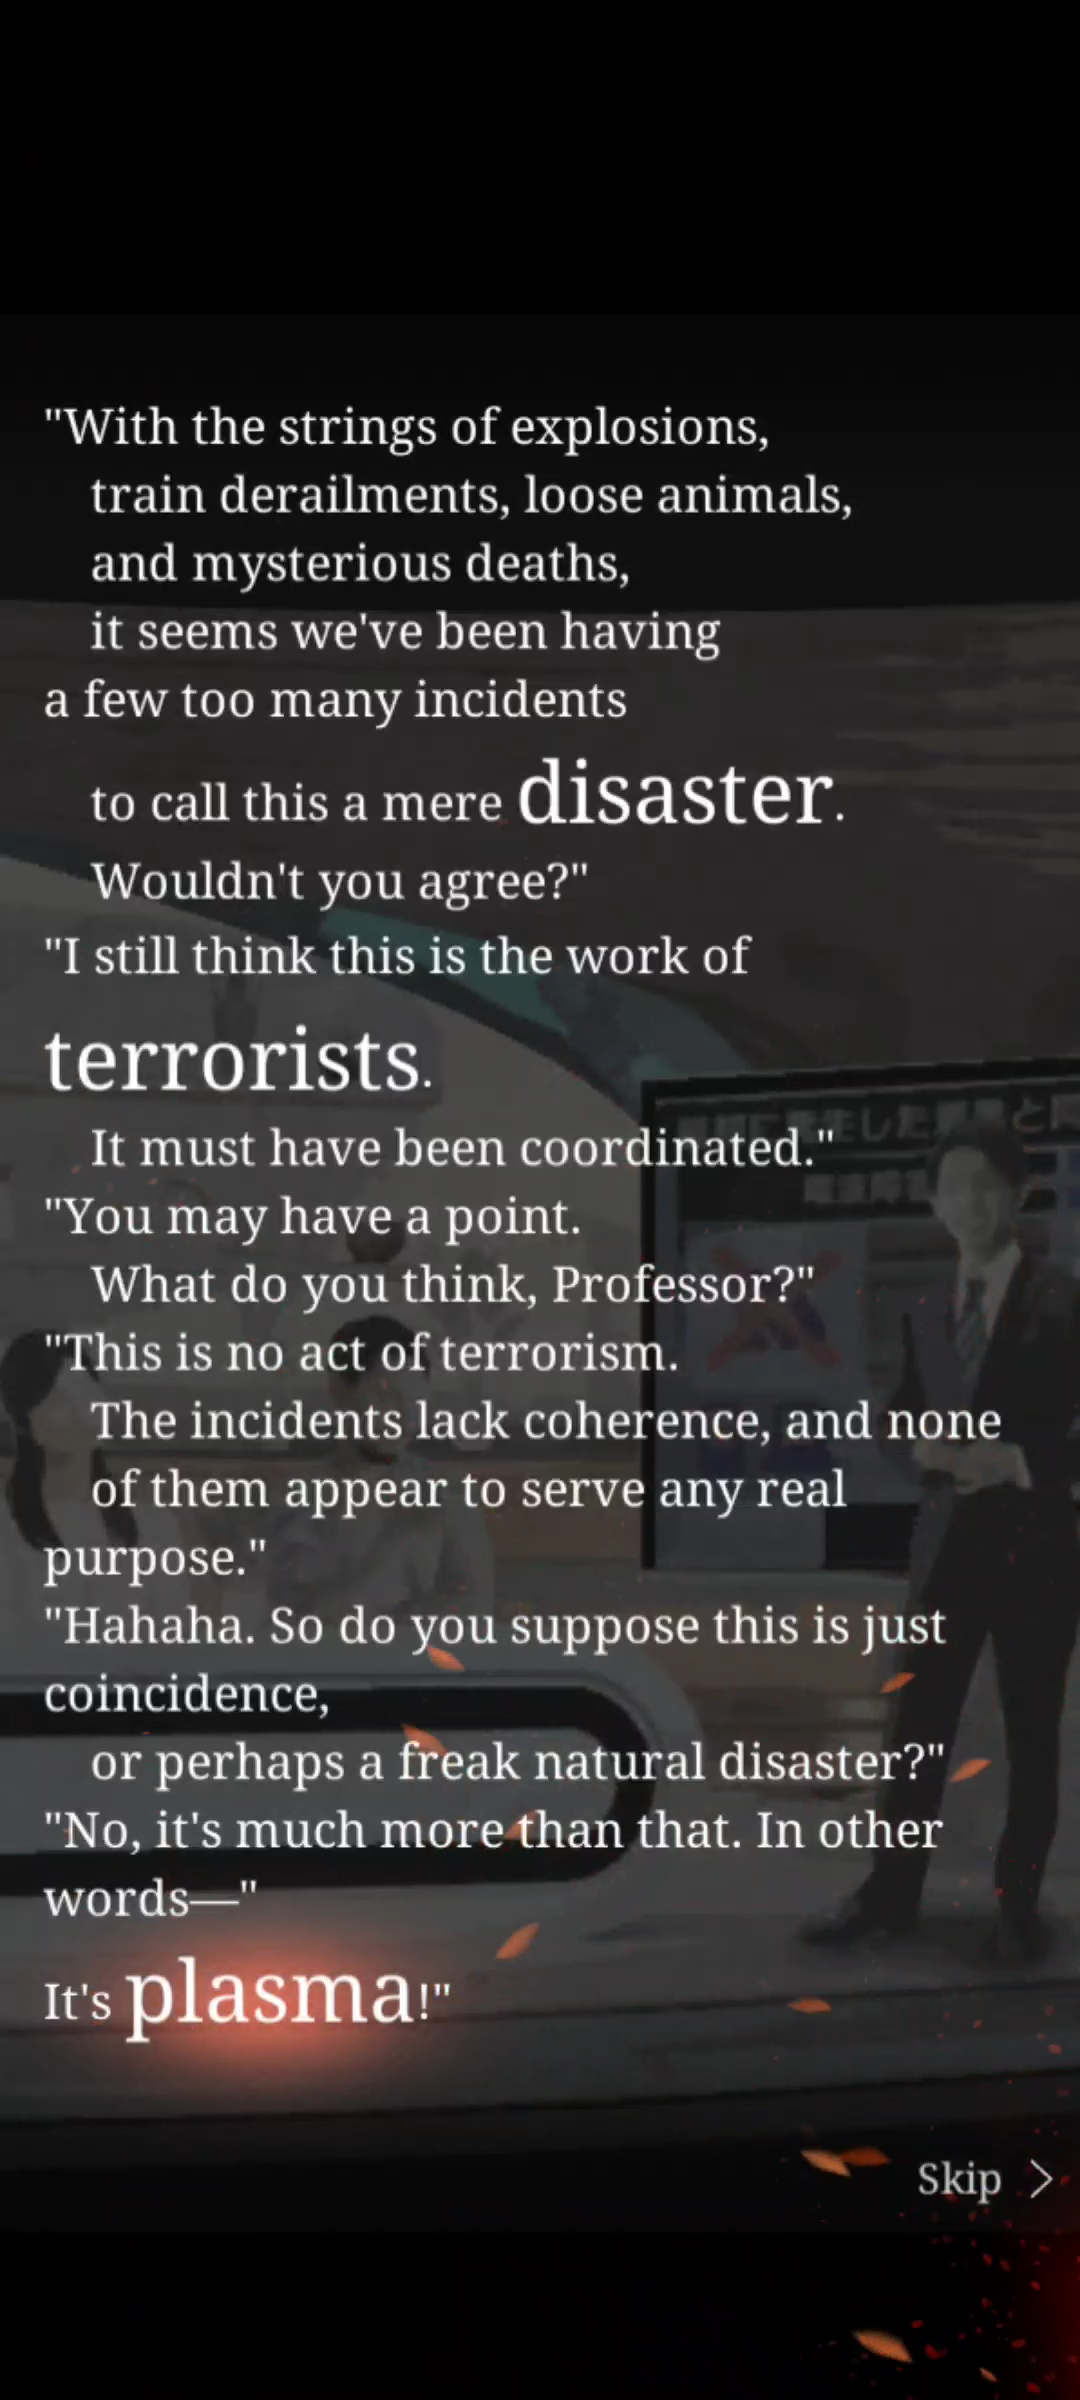 "With the strings of explosions,
train derailments, loose animals,
and mysterious deaths,
it seems we've been having
a few too many incidents
to call this a mere disaster.
Wouldn't you agree?"
"I still think this is the work of
terrorists.
It must have been coordinated."
"You may have a point.
What do you think, Professor?"
"This is no act of terrorism.
The incidents lack coherence, and none
of them appear to serve any real
purpose."
"Hahaha. So do you suppose this is just
coincidence,
or perhaps a freak natural disaster?"
"No, it's much more than that. In other
words—"
It's plasma!"
Skip